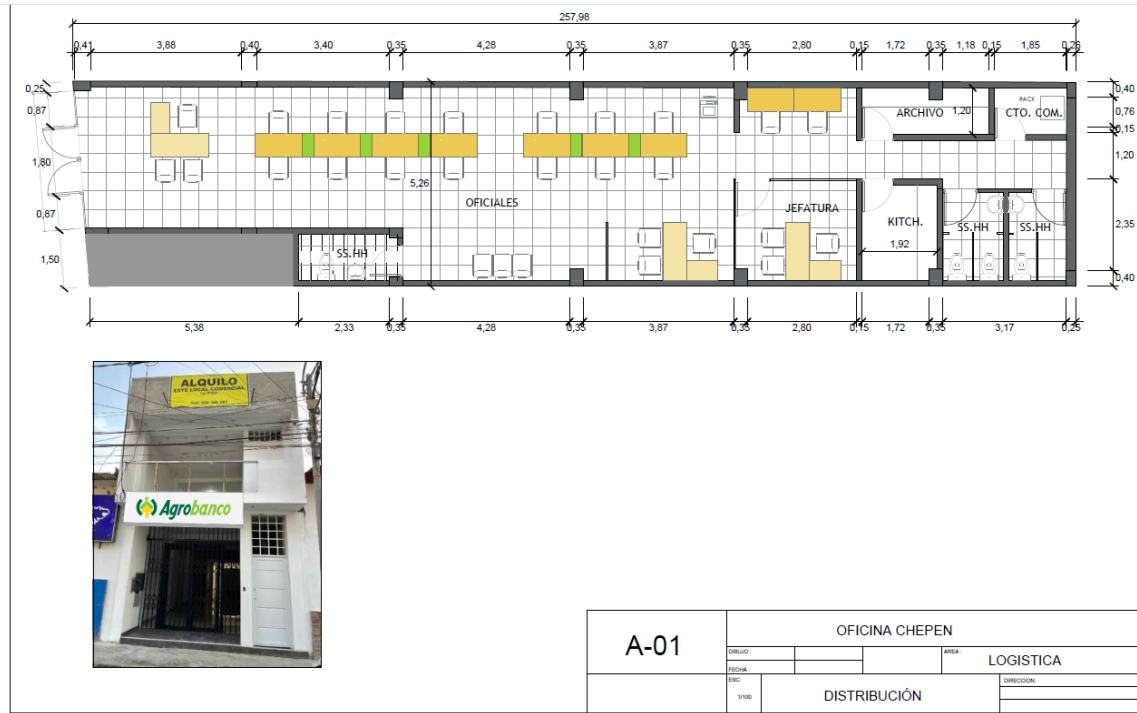 257,98
0,41 3,88 0,40 3,40 0,35 4,28 0,35 3,87 0,35 2,80 0,15 1,72 0,35 1,18 0,15 1,85 0,25
0,25
0,87
1,80
0,87
1,50
0,40
0,76
0,15
1,20
2,35
0,40
RACK
ARCHIVO 1,20 CTO. COM.
5,26
OFICIALES
JEFATURA
KITCH.
1,92
SS.HH
SS.HH
SS.HH
5,38 2,33 0,35 4,28 0,35 3,87 0,35 2,80 0,15 1,72 0,35 3,17 0,25
ALQUILO
ESTE LOCAL COMERCIAL
Agrobanco
A-01
OFICINA CHEPEN
DIBUJO :
FECHA :
AREA :
LOGISTICA
ESC:
1/100
DISTRIBUCIÓN
DIRECCION: